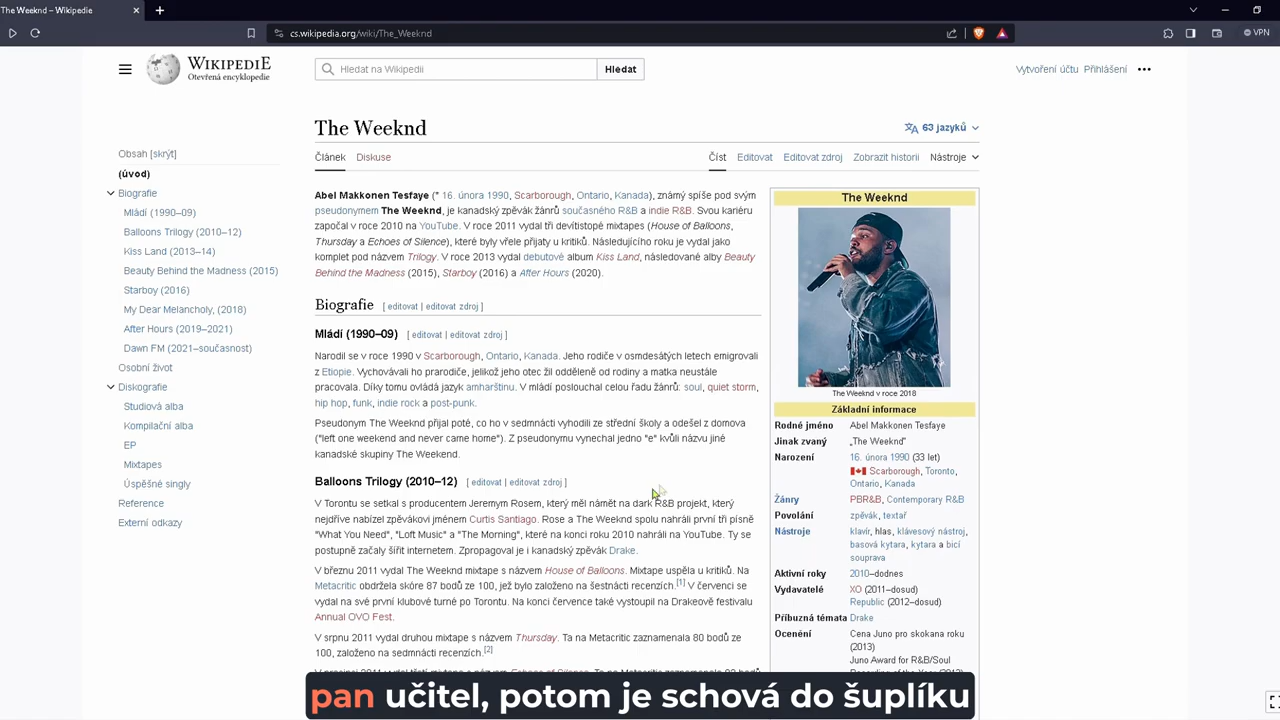 The Weeknd – Wikipedie
cs.wikipedia.org/wiki/The_Weeknd
VPN
WIKIPEDIE
Otevřená encyklopedie
Hledat na Wikipedii
Hledat
Vytvoření účtu Přihlášení
The Weeknd
63 jazyků
Článek Diskuse
Číst Editovat Editovat zdroj Zobrazit historii Nástroje
Obsah [skrýt]
(úvod)
Biografie
Mládí (1990–09)
Balloons Trilogy (2010–12)
Kiss Land (2013–14)
Beauty Behind the Madness (2015)
Starboy (2016)
My Dear Melancholy, (2018)
After Hours (2019–2021)
Dawn FM (2021–současnost)
Osobní život
Diskografie
Studiová alba
Kompilační alba
EP
Mixtapes
Úspěšné singly
Reference
Externí odkazy
Abel Makkonen Tesfaye (* 16. února 1990, Scarborough, Ontario, Kanada), známý spíše pod svým
pseudonymem The Weeknd, je kanadský zpěvák žánrů současného R&B a indie R&B. Svou kariéru
započal v roce 2010 na YouTube. V roce 2011 vydal tři devítistopé mixtapes (House of Balloons,
Thursday a Echoes of Silence), které byly vřele přijaty u kritiků. Následujícího roku je vydal jako
komplet pod názvem Trilogy. V roce 2013 vydal debutové album Kiss Land, následované alby Beauty
Behind the Madness (2015), Starboy (2016) a After Hours (2020).
Biografie [ editovat | editovat zdroj ]
Mládí (1990–09) [ editovat | editovat zdroj ]
Narodil se v roce 1990 v Scarborough, Ontario, Kanada. Jeho rodiče v osmdesátých letech emigrovali
z Etiopie. Vychovávali ho prarodiče, jelikož jeho otec žil odděleně od rodiny a matka neustále
pracovala. Díky tomu ovládá jazyk amharštinu. V mládí poslouchal celou řadu žánrů: soul, quiet storm,
hip hop, funk, indie rock a post-punk.
Pseudonym The Weeknd přijal poté, co ho v sedmnácti vyhodili ze střední školy a odešel z domova
("left one weekend and never came home"). Z pseudonymu vynechal jedno "e" kvůli názvu jiné
kanadské skupiny The Weekend.
Balloons Trilogy (2010–12) [ editovat | editovat zdroj ]
V Torontu se setkal s producentem Jeremym Rosem, který měl námět na dark R&B projekt, který
nejdříve nabízel zpěvákovi jménem Curtis Santiago. Rose a The Weeknd spolu nahráli první tři písně
"What You Need", "Loft Music" a "The Morning", které na konci roku 2010 nahráli na YouTube. Ty se
postupně začaly šířit internetem. Zpropagoval je i kanadský zpěvák Drake.
V březnu 2011 vydal The Weeknd mixtape s názvem House of Balloons. Mixtape uspěla u kritiků. Na
Metacritic obdržela skóre 87 bodů ze 100, jež bylo založeno na šestnácti recenzích.[1] V červenci se
vydal na své první klubové turné po Torontu. Na konci července také vystoupil na Drakeově festivalu
Annual OVO Fest.
V srpnu 2011 vydal druhou mixtape s názvem Thursday. Ta na Metacritic zaznamenala 80 bodů ze
100, založeno na sedmnácti recenzích.[2]
The Weeknd
The Weeknd v roce 2018
Základní informace
Rodné jméno Abel Makkonen Tesfaye
Jinak zvaný „The Weeknd“
Narození 16. února 1990 (33 let)
Scarborough, Toronto,
Ontario, Kanada
Žánry PBR&B, Contemporary R&B
Povolání zpěvák, textař
Nástroje klavír, hlas, klávesový nástroj,
basová kytara, kytara a bicí
souprava
Aktivní roky 2010–dodnes
Vydavatelé XO (2011–dosud)
Republic (2012–dosud)
Příbuzná témata Drake
Ocenění Cena Juno pro skokana roku
(2013)
Juno Award for R&B/Soul
pan učitel, potom je schová do šuplíku